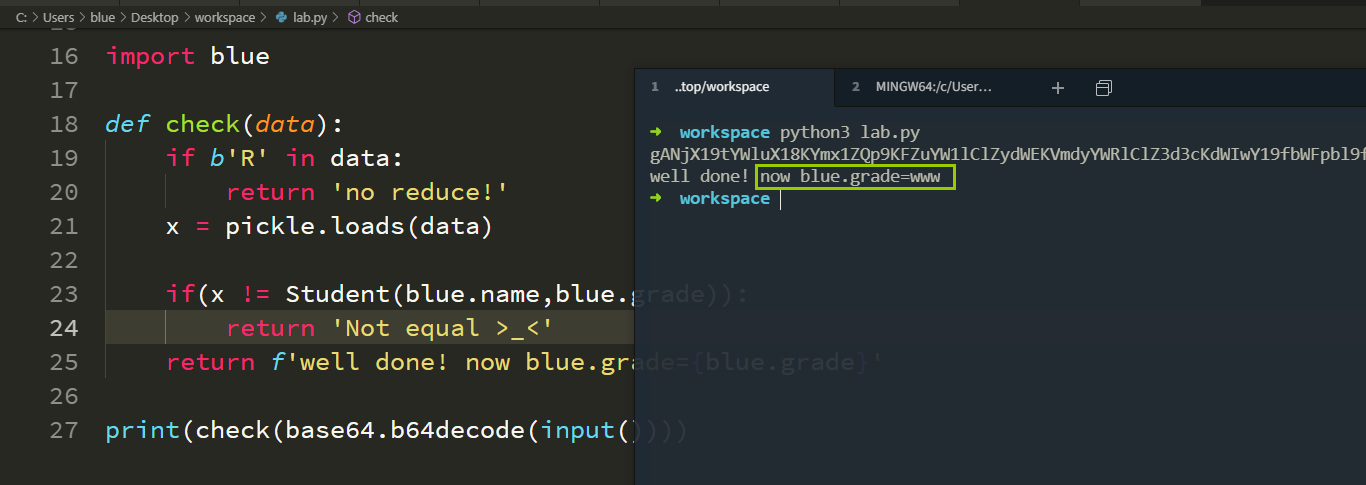 C: > Users > blue > Desktop > workspace > lab.py > check
16 import blue
17
18 def check(data):
19 if b'R' in data:
20 return 'no reduce!'
21 x = pickle.loads(data)
22
23 if(x != Student(blue.name,blue.grade)):
24 return 'Not equal >_<'
25 return f'well done! now blue.grade={blue.grade}'
26
27 print(check(base64.b64decode(input())))
1 ..top/workspace 2 MINGW64:/c/User... +
➜ workspace python3 lab.py
gANjX19tYWluX18KYmx1ZQp9KFZuYW1lClZydWEKVmdyYWRlClZ3d3cKdWIwY19fbWFpbl9f
well done! now blue.grade=www
➜ workspace